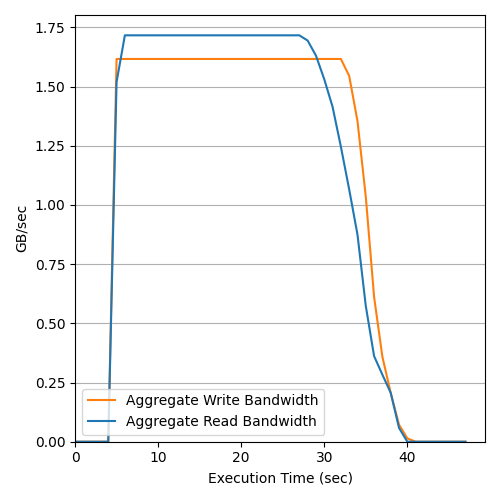 1.75
1.50
1.25
1.00
0.75
0.50
0.25
0.00
GB/sec
Aggregate Write Bandwidth
Aggregate Read Bandwidth
0 10 20 30 40
Execution Time (sec)